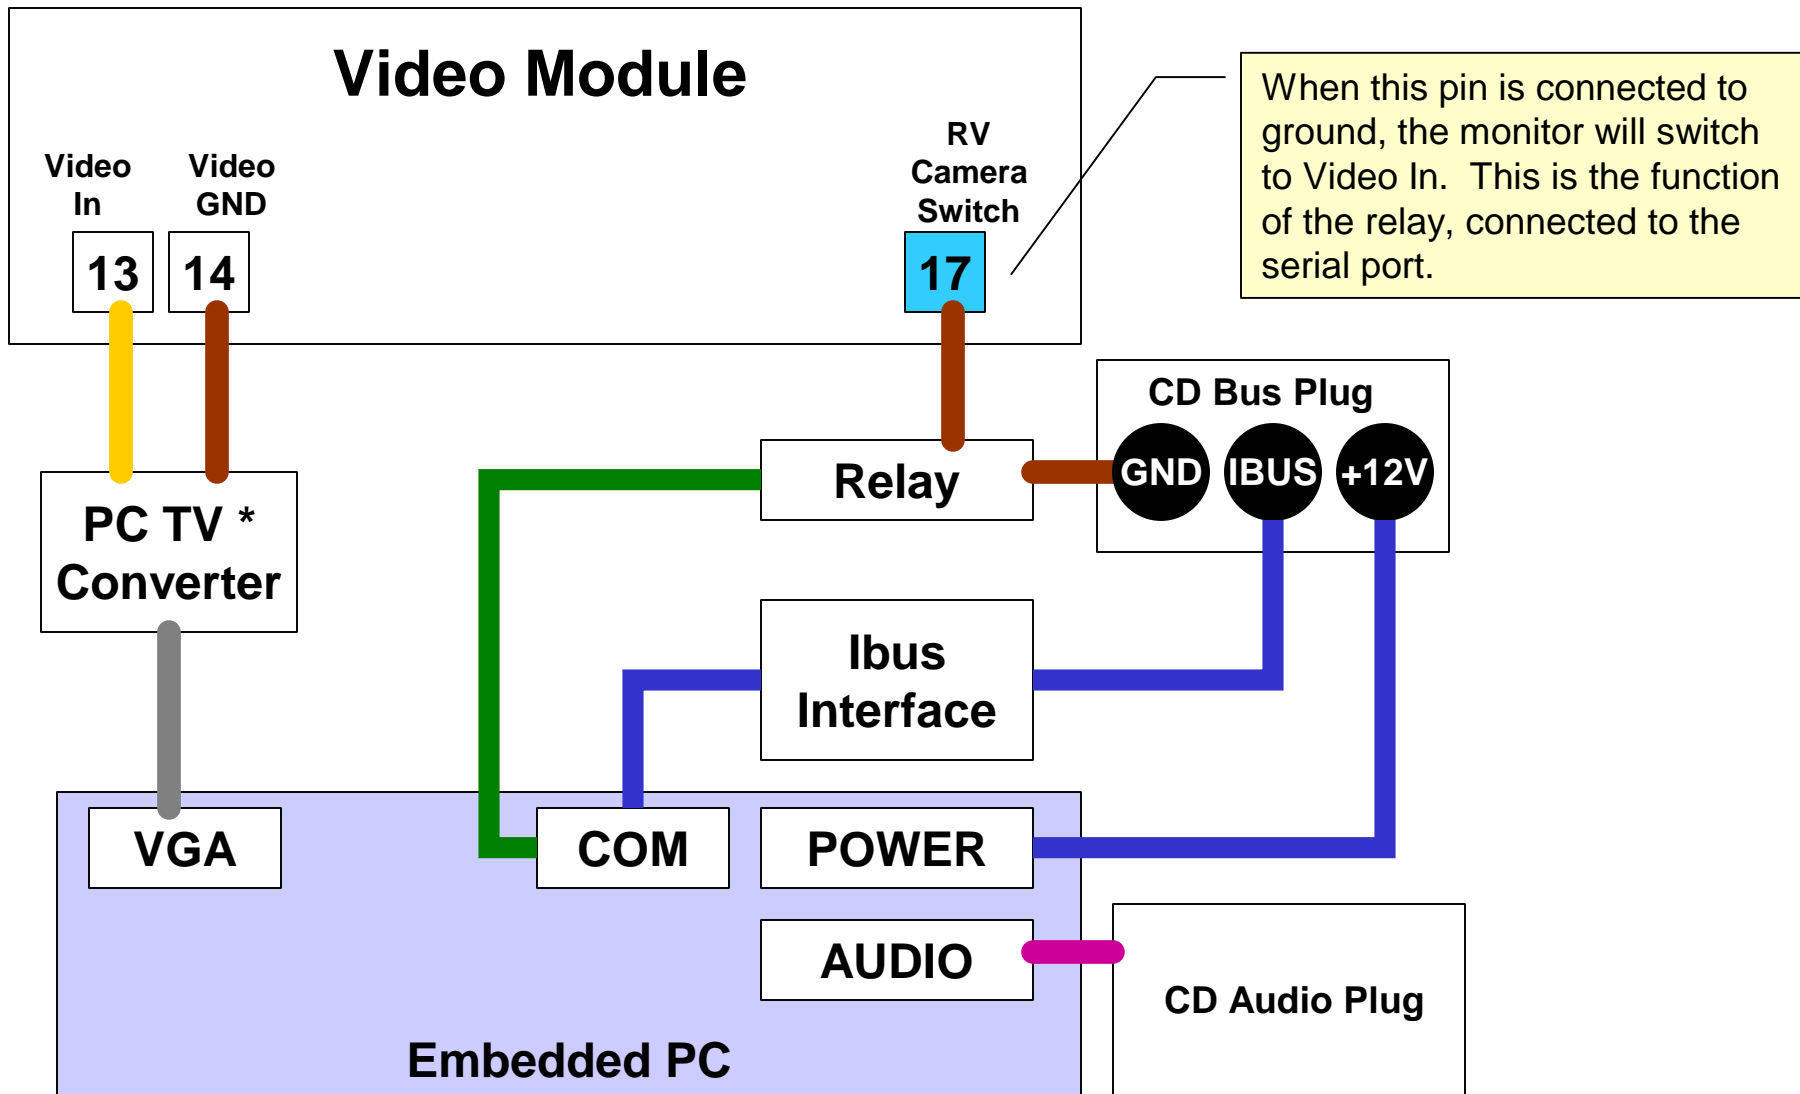 Video Module
When this pin is connected to
ground, the monitor will switch
to Video In.  This is the function
of the relay, connected to the
serial port.
Video
In
Video
GND
RV
Camera
Switch
13
14
17
CD Bus Plug
GND
IBUS
+12V
Relay
PC TV *
Converter
Ibus
Interface
VGA
COM
POWER
AUDIO
CD Audio Plug
Embedded PC